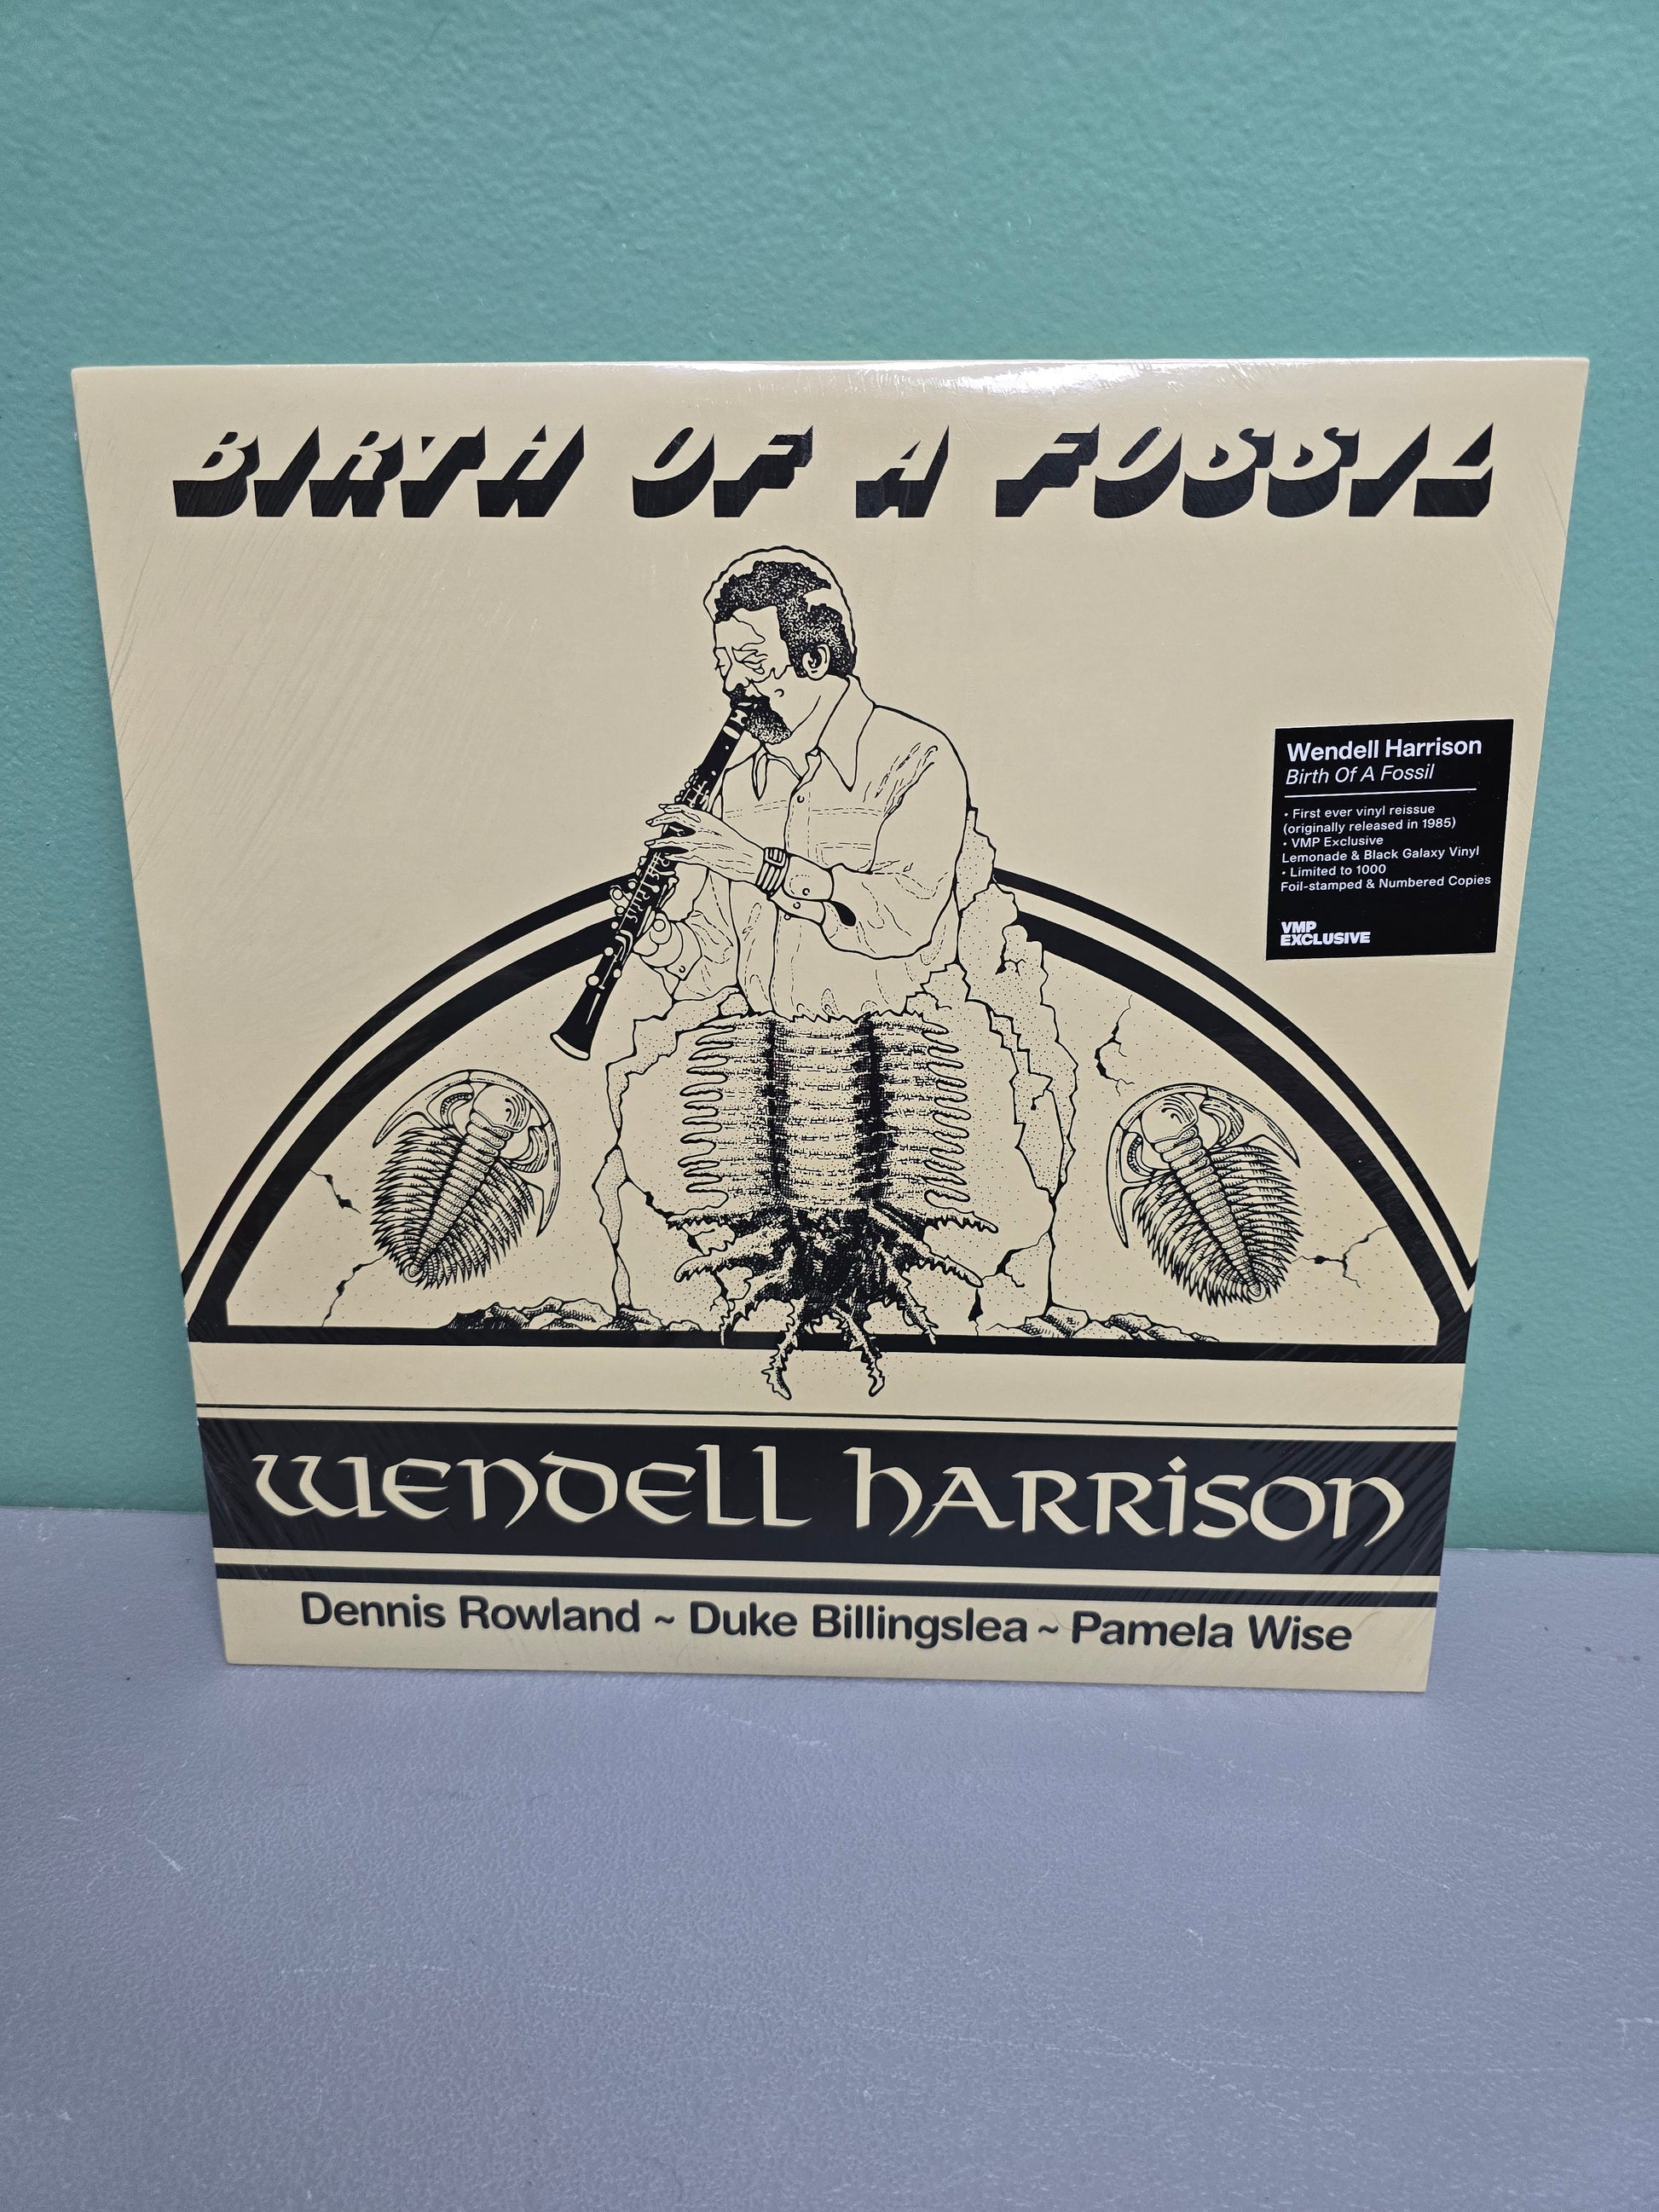 BIRTH OF A FOSSIL
Wendell Harrison
Birth Of A Fossil
• First ever vinyl reissue
(originally released in 1985)
• VMP Exclusive
Lemonade & Black Galaxy Vinyl
• Limited to 1000
Foil-stamped & Numbered Copies
VMP
EXCLUSIVE
WENDELL HARRISON
Dennis Rowland ~ Duke Billingslea ~ Pamela Wise